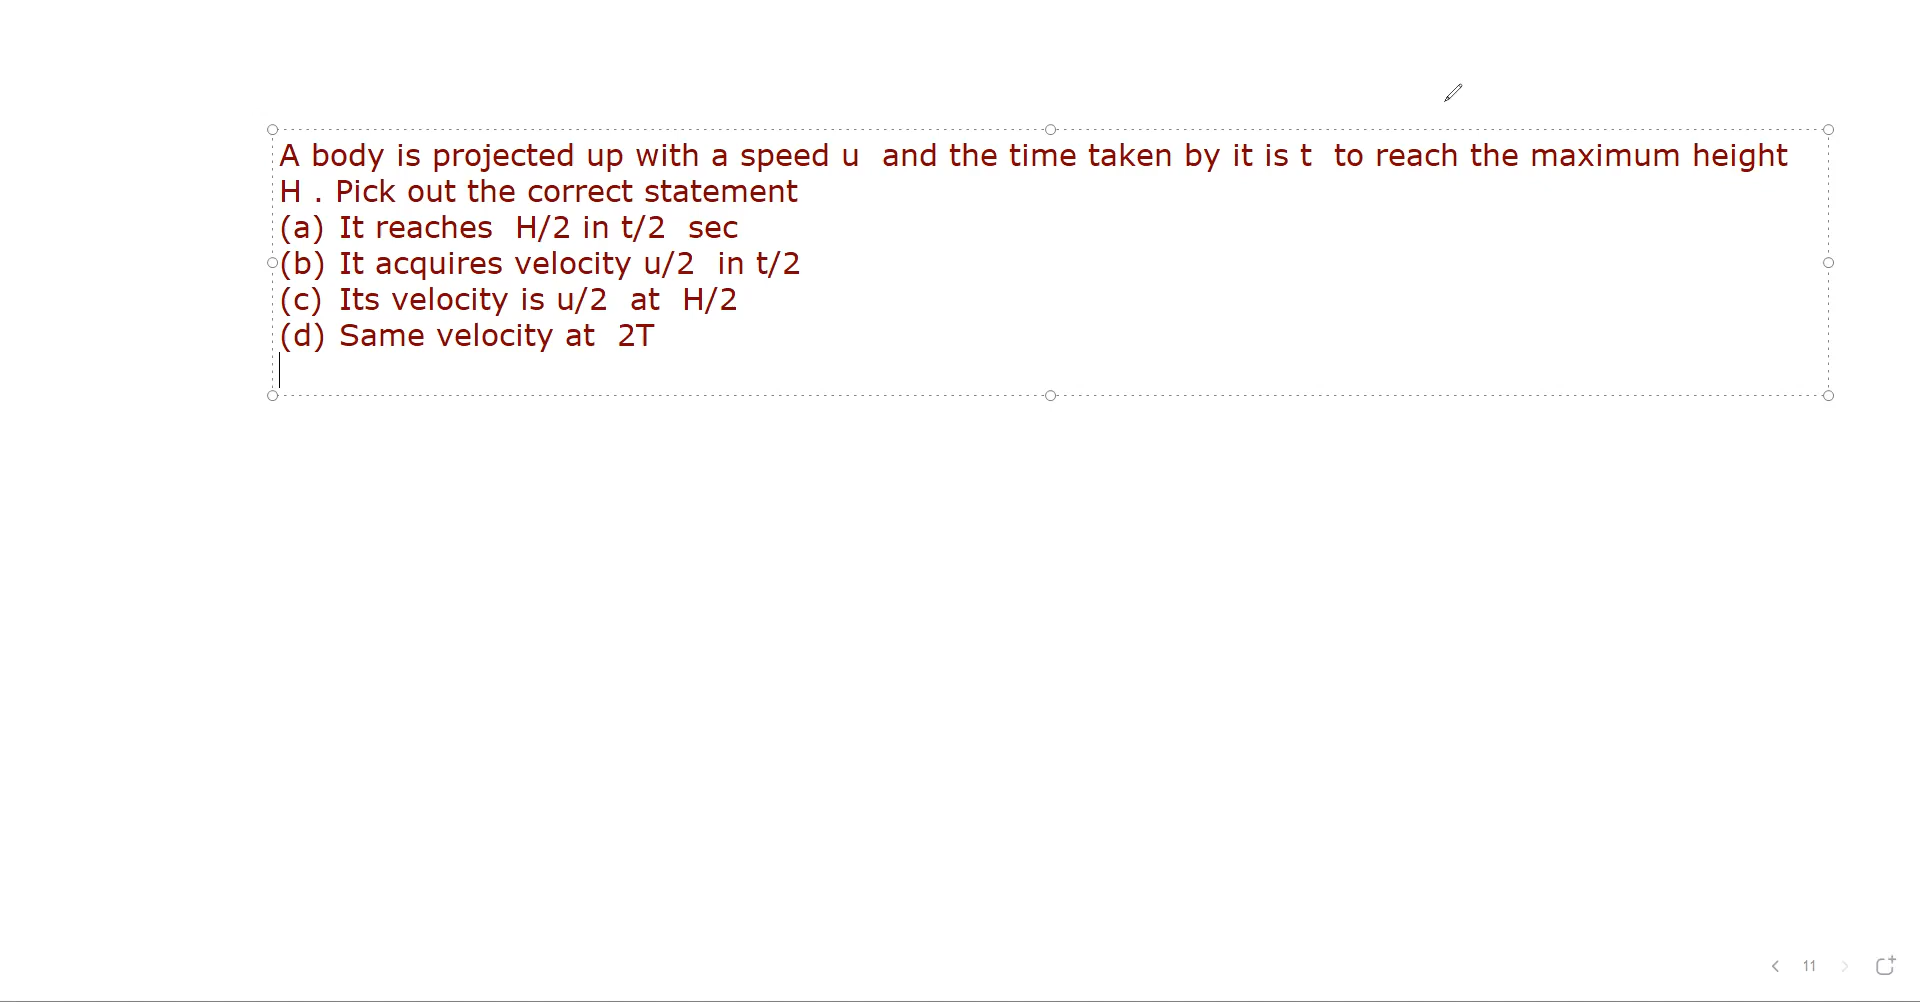 A body is projected up with a speed u and the time taken by it is t to reach the maximum height
H . Pick out the correct statement
(a) It reaches H/2 in t/2 sec
(b) It acquires velocity u/2 in t/2
(c) Its velocity is u/2 at H/2
(d) Same velocity at 2T
11